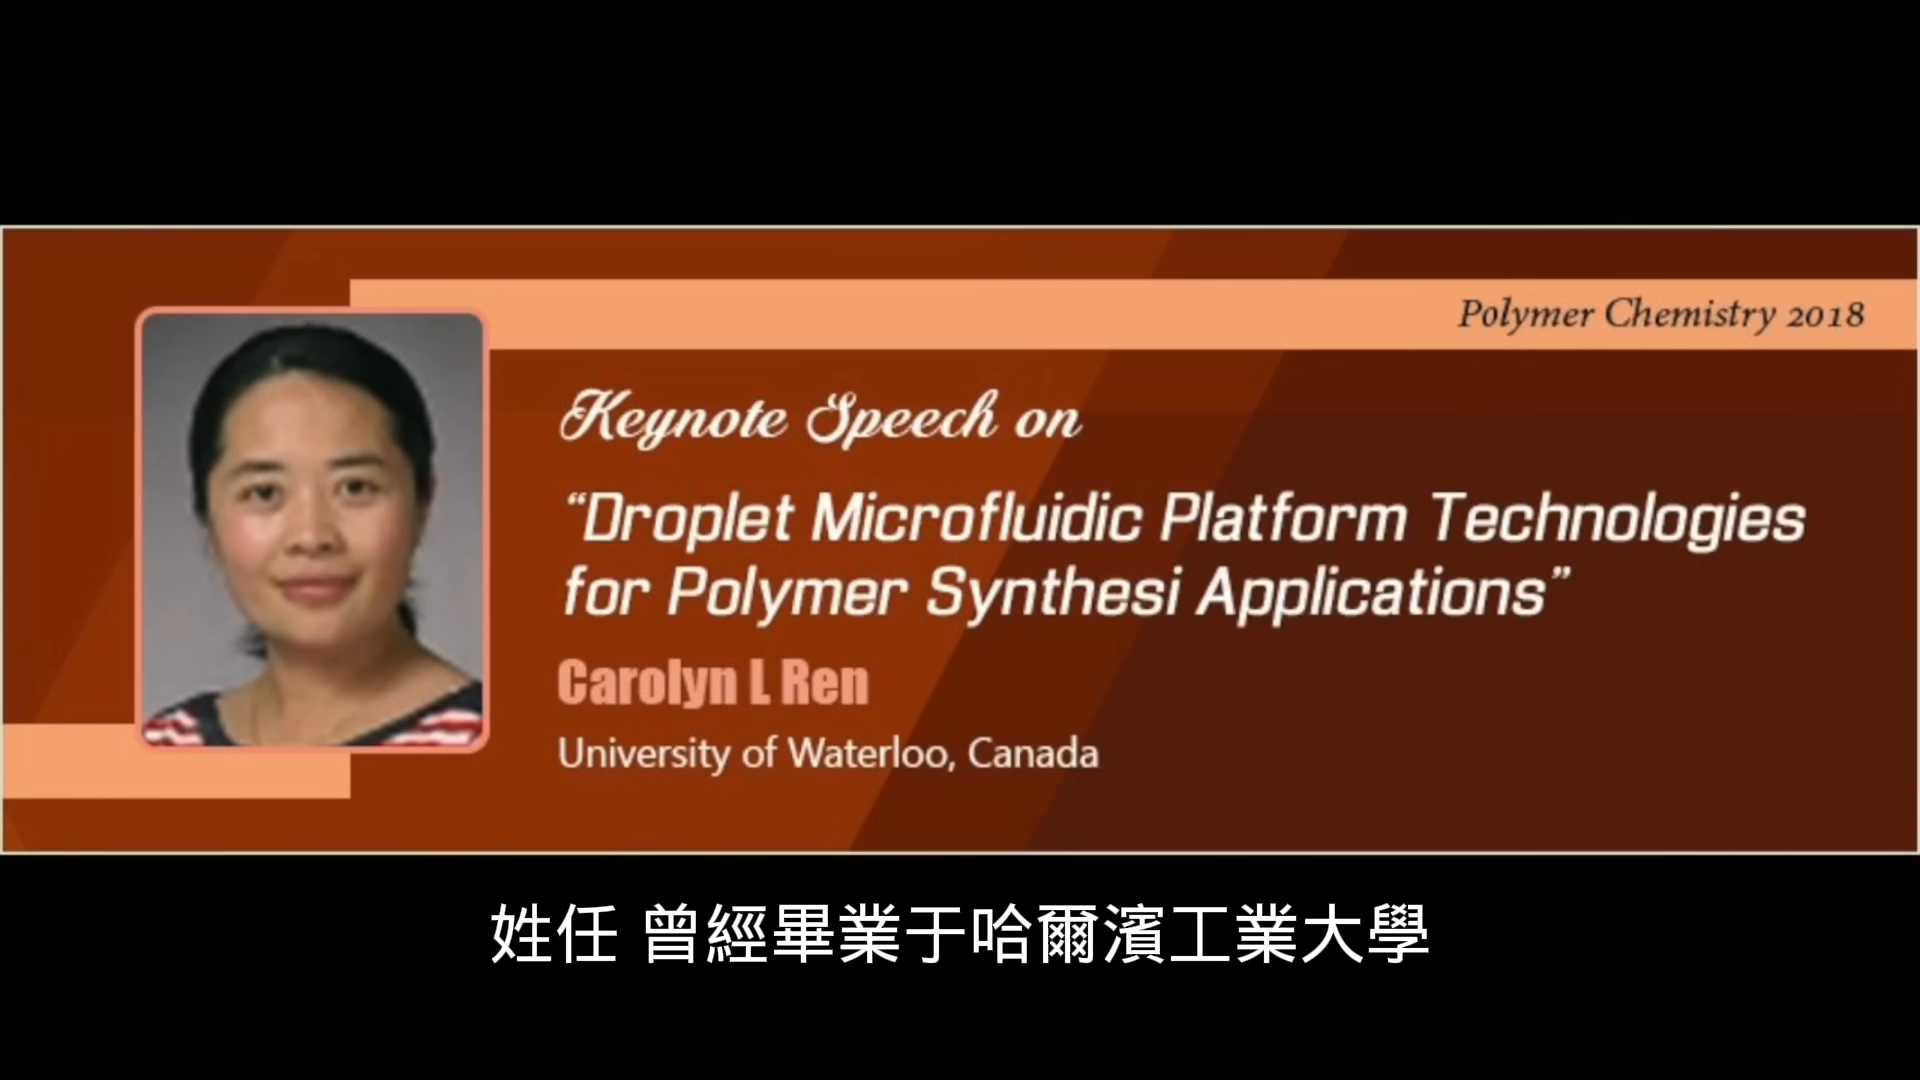 Polymer Chemistry 2018
Keynote Speech on
“Droplet Microfluidic Platform Technologies
for Polymer Synthesi Applications”
Carolyn L Ren
University of Waterloo, Canada
姓任 曾經畢業于哈爾濱工業大學